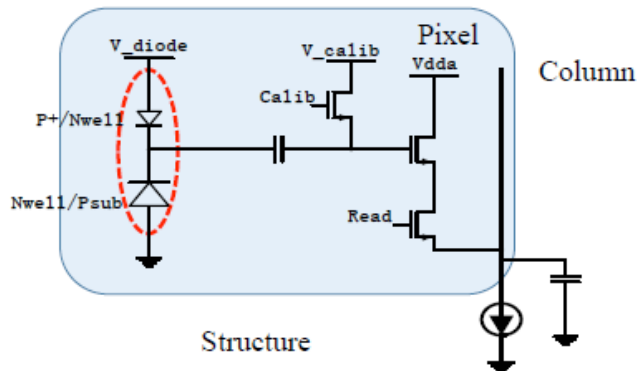 V_diode
V_calib
Pixel
Vdda
Column
Calib
P+/Nwell
Nwell/Psub
Read
Structure